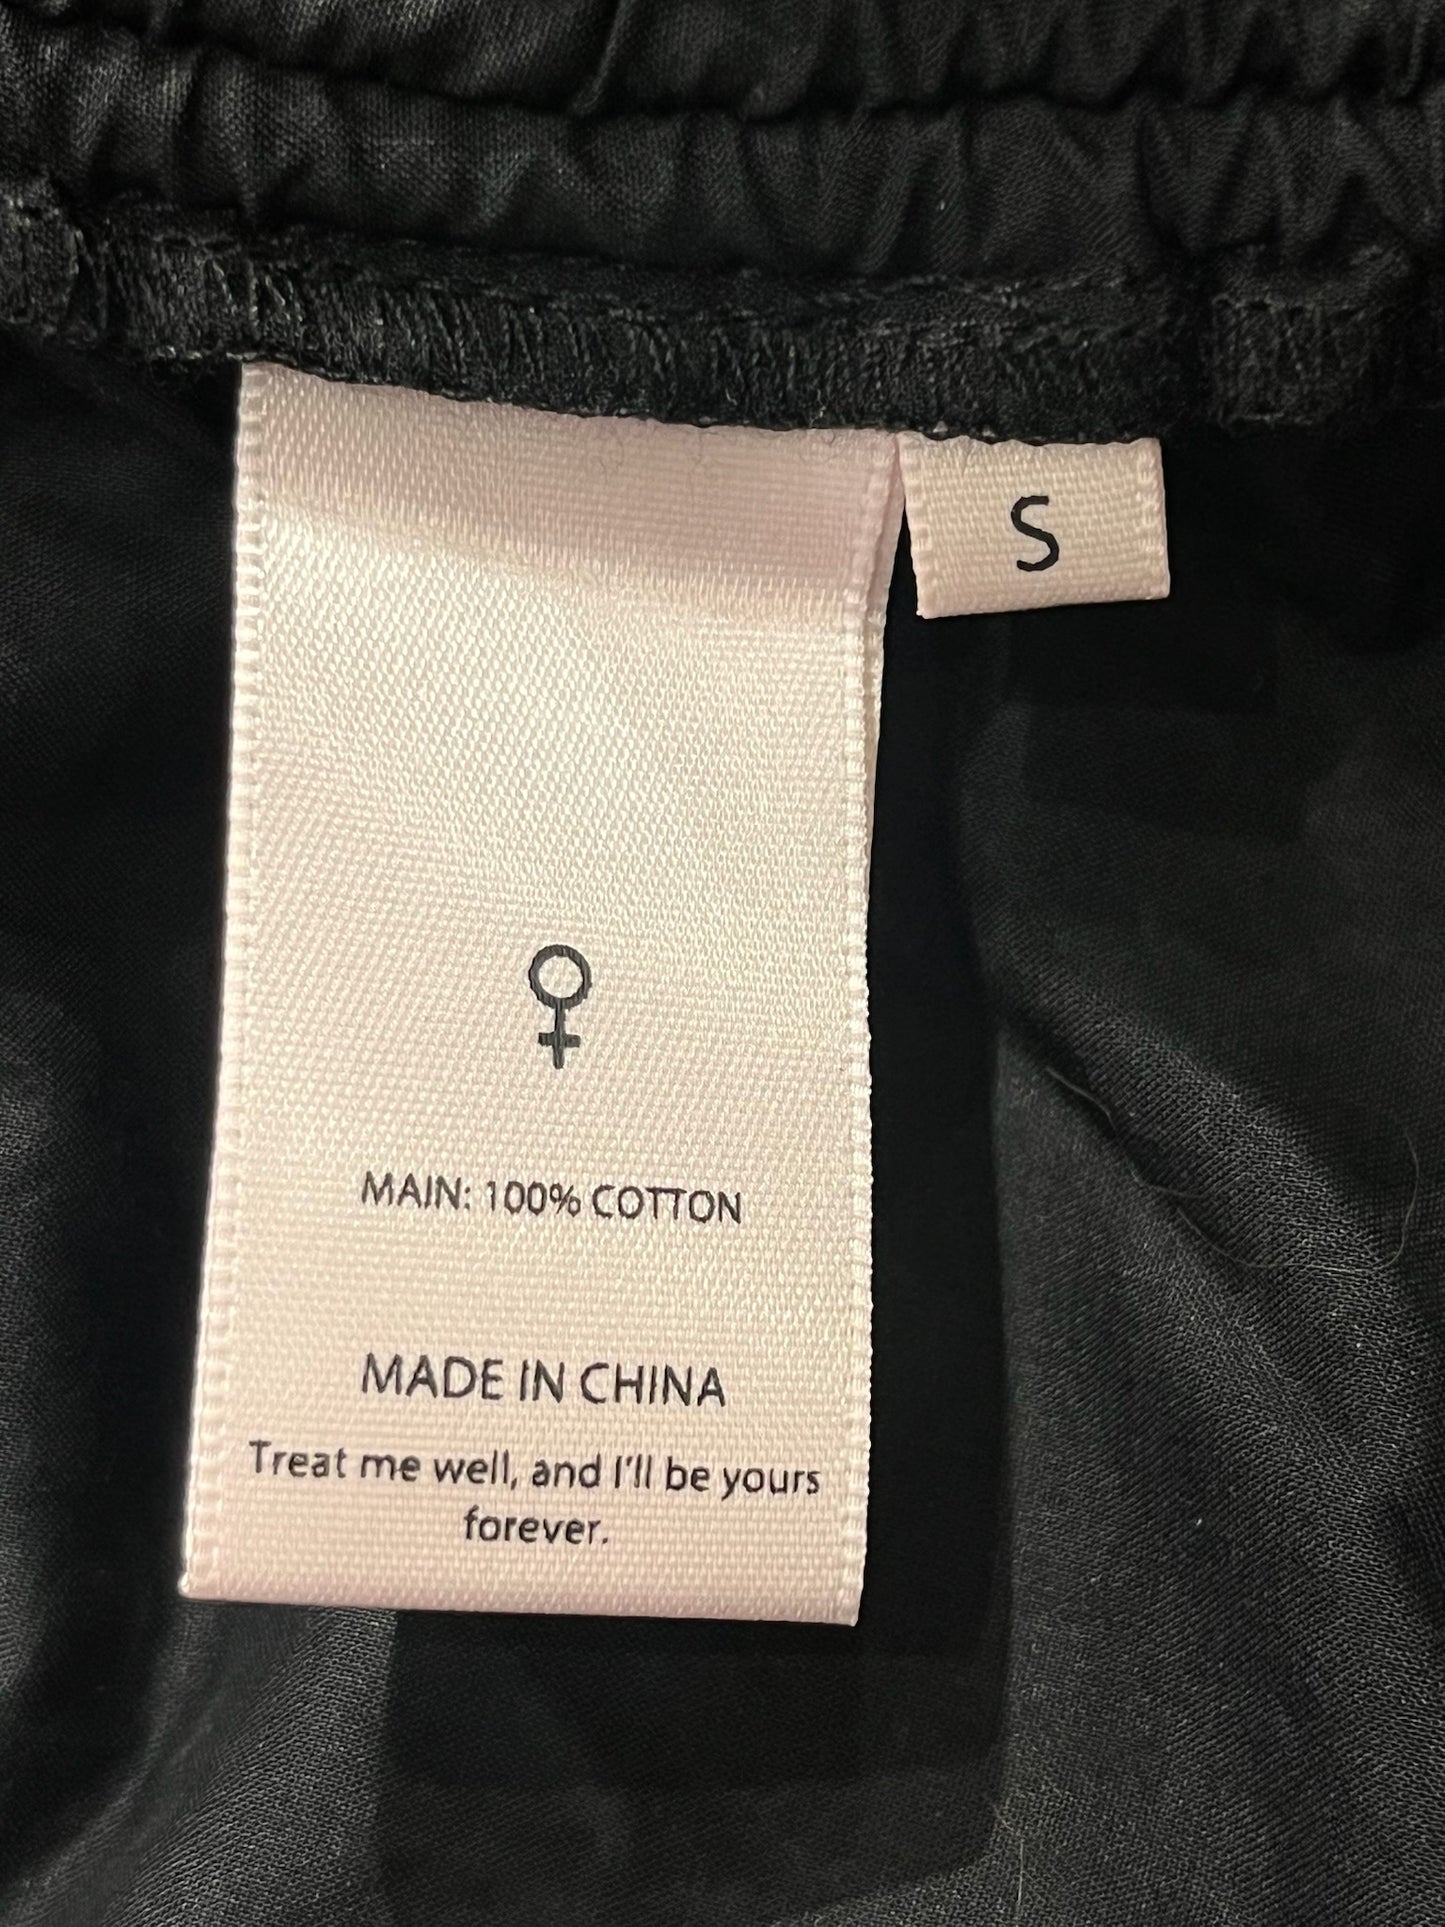 S
MAIN: 100% COTTON
MADE IN CHINA
Treat me well, and I'll be yours
forever.